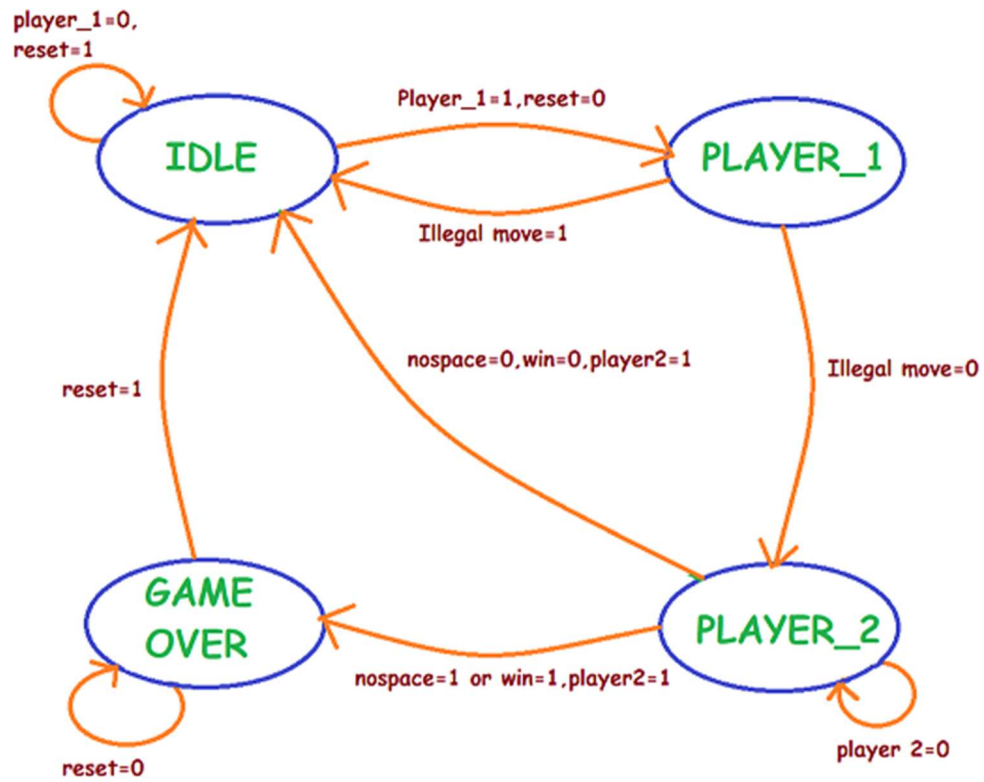 player_1=0,
reset=1
Player_1=1,reset=0
IDLE
PLAYER_1
Illegal move=1
nospace=0,win=0,player2=1
Illegal move=0
reset=1
GAME
OVER
PLAYER_2
nospace=1 or win=1,player2=1
player 2=0
reset=0